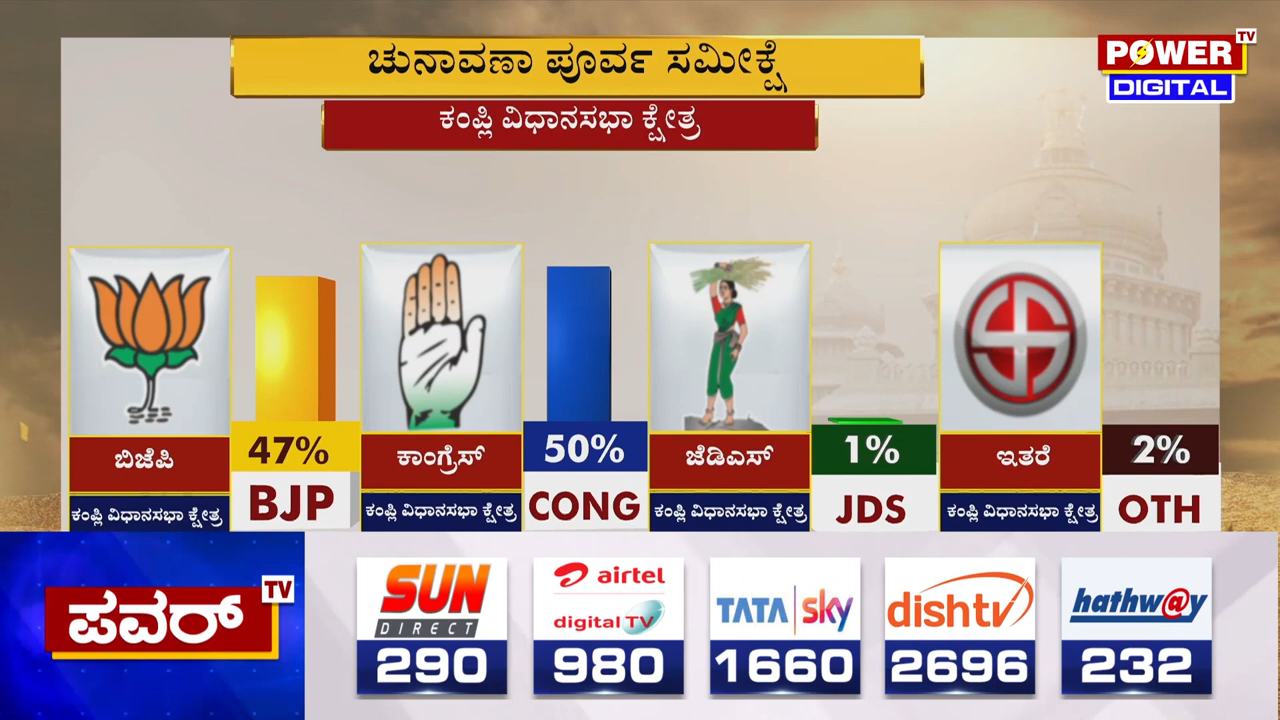 ಚುನಾವಣಾ ಪೂರ್ವ ಸಮೀಕ್ಷೆ
POWER TV
DIGITAL
ಕಂಪ್ಲಿ ವಿಧಾನಸಭಾ ಕ್ಷೇತ್ರ
ಬಿಜೆಪಿ
47%
ಕಾಂಗ್ರೆಸ್
50%
ಜೆಡಿಎಸ್
1%
ಇತರೆ
2%
ಕಂಪ್ಲಿ ವಿಧಾನಸಭಾ ಕ್ಷೇತ್ರ
BJP
ಕಂಪ್ಲಿ ವಿಧಾನಸಭಾ ಕ್ಷೇತ್ರ
CONG
ಕಂಪ್ಲಿ ವಿಧಾನಸಭಾ ಕ್ಷೇತ್ರ
JDS
ಕಂಪ್ಲಿ ವಿಧಾನಸಭಾ ಕ್ಷೇತ್ರ
OTH
ಪವರ್ TV
SUN
DIRECT
290
airtel
digital TV
980
TATA sky
1660
dishtv
2696
hathw@y
232